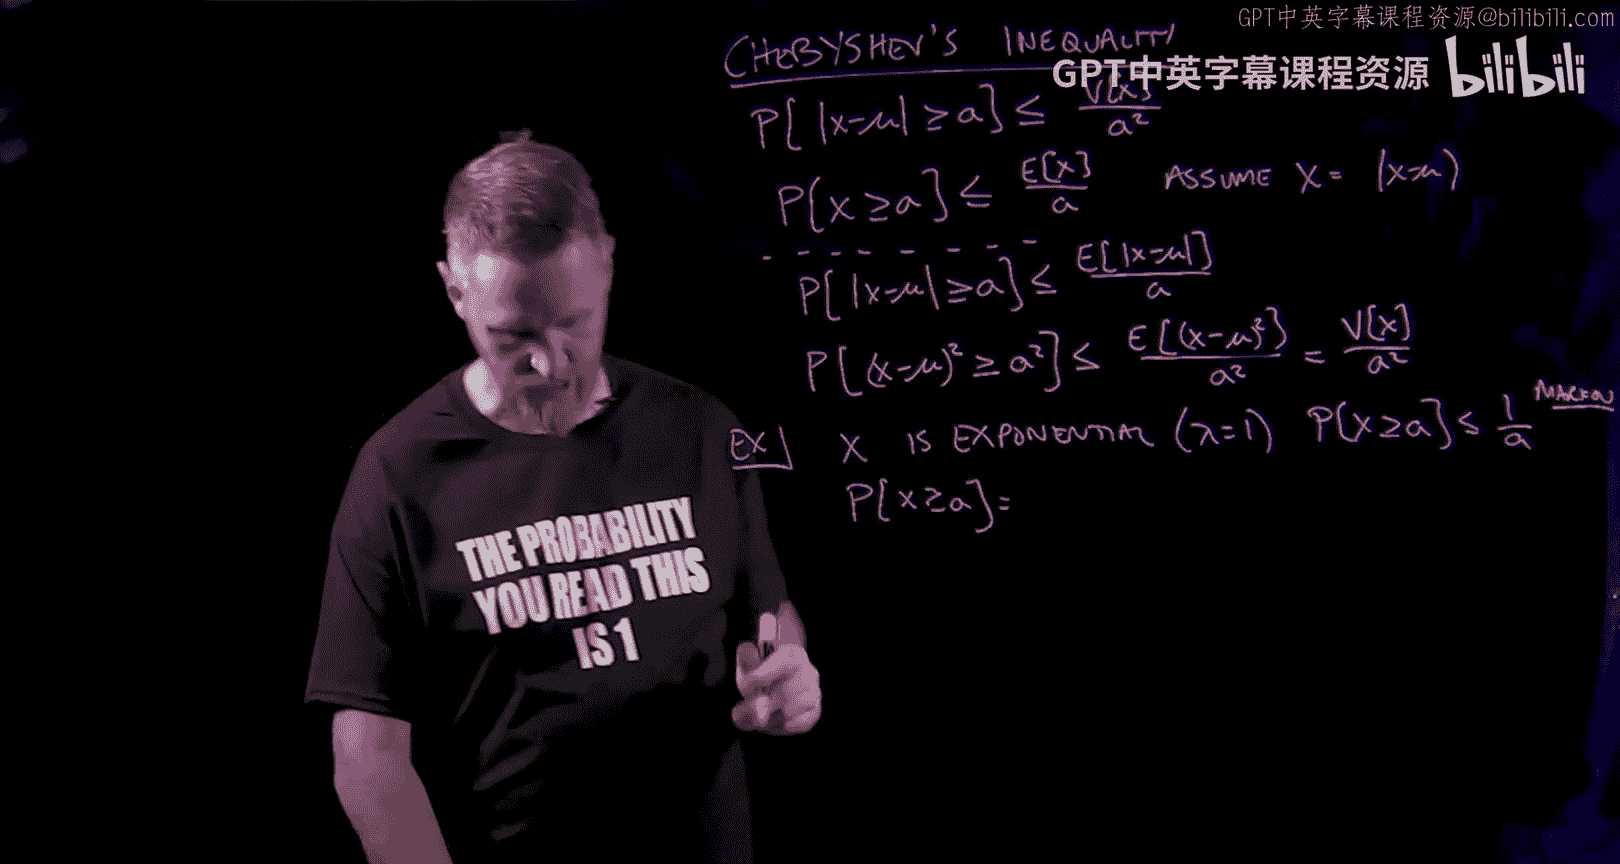 GPT中英字幕课程资源@bilibili.com
CHEBYSHEV'S INEQUALITY
GPT中英字幕课程资源 bilibili
P[|x-μ| ≥ a] ≤ V[x]/a²
P[x ≥ a] ≤ E[x]/a ASSUME X = |x-μ|
P[|x-μ| ≥ a] ≤ E[|x-μ|]/a
P[(x-μ)² ≥ a²] ≤ E[(x-μ)²]/a² = V[x]/a²
EX X IS EXPONENTIAL (λ=1) P[x ≥ a] ≤ 1/a MARKOV
P[x ≥ a] =
THE PROBABILITY
YOU READ THIS
IS 1